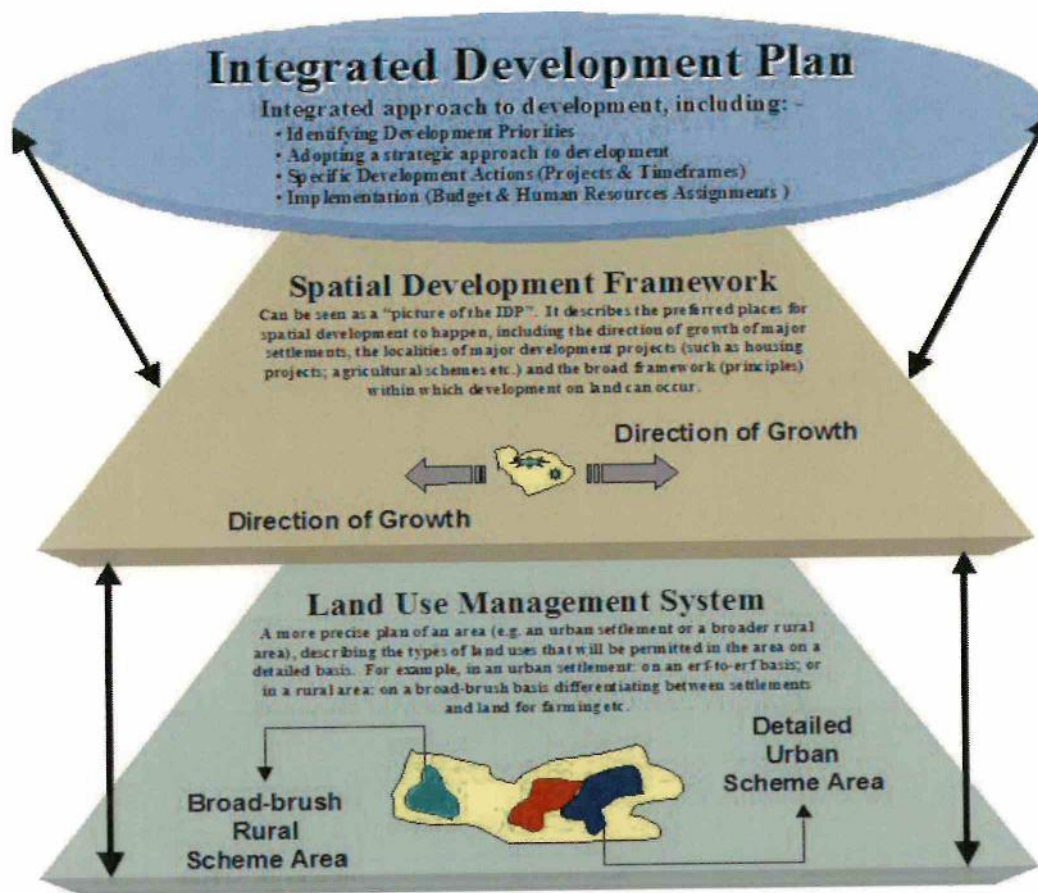 Integrated Development Plan
Integrated approach to development, including: -
• Identifying Development Priorities
• Adopting a strategic approach to development
• Specific Development Actions (Projects & Timeframes)
• Implementation (Budget & Human Resources Assignments )
Spatial Development Framework
Can be seen as a “picture of the IDP”. It describes the preferred places for
spatial development to happen, including the direction of growth of major
settlements, the localities of major development projects (such as housing
projects; agricultural schemes etc.) and the broad framework (principles)
within which development on land can occur.
Direction of Growth
Direction of Growth
Land Use Management System
A more precise plan of an area (e.g. an urban settlement or a broader rural
area), describing the types of land uses that will be permitted in the area on a
detailed basis. For example, in an urban settlement: on an erf-to-erf basis; or
in a rural area: on a broad-brush basis differentiating between settlements
and land for farming etc.
Broad-brush
Rural
Scheme Area
Detailed
Urban
Scheme Area